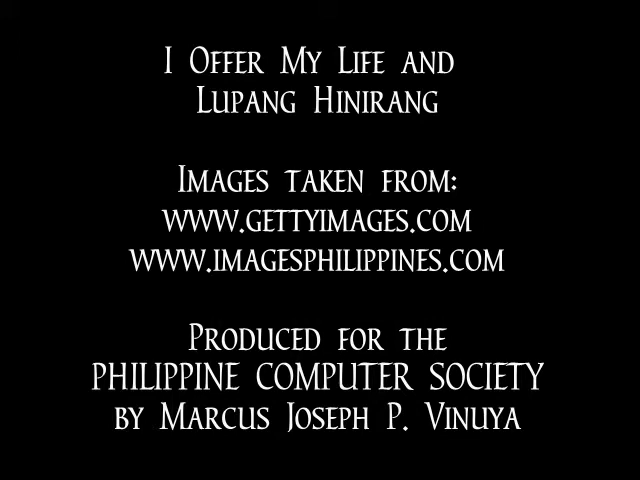 I Offer My Life and
Lupang Hinirang
Images taken from:
www.gettyimages.com
www.imagesphilippines.com
Produced for the
PHILIPPINE COMPUTER SOCIETY
by Marcus Joseph P. Vinuya